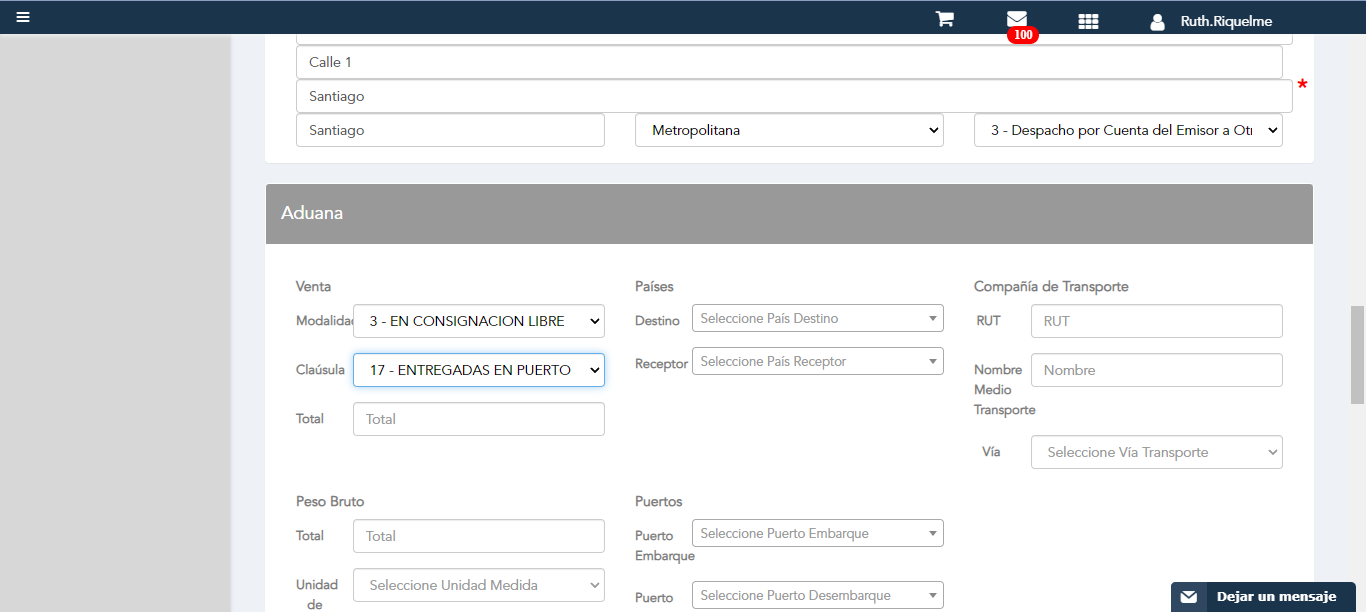 Ruth.Riquelme
100
Calle 1
Santiago
*
Santiago
Metropolitana
3 - Despacho por Cuenta del Emisor a Otr
Aduana
Venta
Modalidad
3 - EN CONSIGNACION LIBRE
Claúsula
17 - ENTREGADAS EN PUERTO
Total
Total
Países
Destino
Seleccione País Destino
Receptor
Seleccione País Receptor
Compañía de Transporte
RUT
RUT
Nombre
Medio
Transporte
Nombre
Vía
Seleccione Vía Transporte
Peso Bruto
Total
Total
Unidad
de
Seleccione Unidad Medida
Puertos
Puerto
Embarque
Seleccione Puerto Embarque
Puerto
Seleccione Puerto Desembarque
Dejar un mensaje